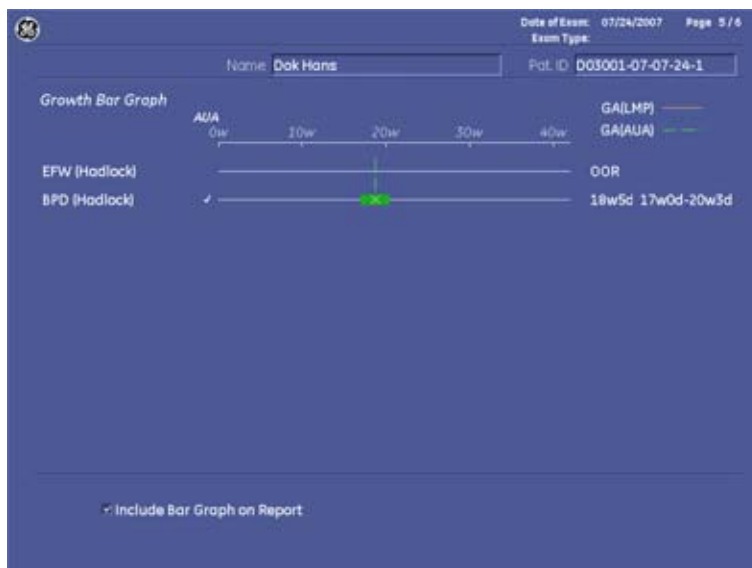 Date of Exam: 07/24/2007 Page 5/6
Exam Type:
Name Dok Hans Pat. ID D03001-07-07-24-1
Growth Bar Graph
GA(LMP)
AUA
0w 10w 20w 30w 40w GA(AUA)
EFW (Hadlock) OOR
BPD (Hadlock) 18w5d 17w0d-20w3d
Include Bar Graph on Report